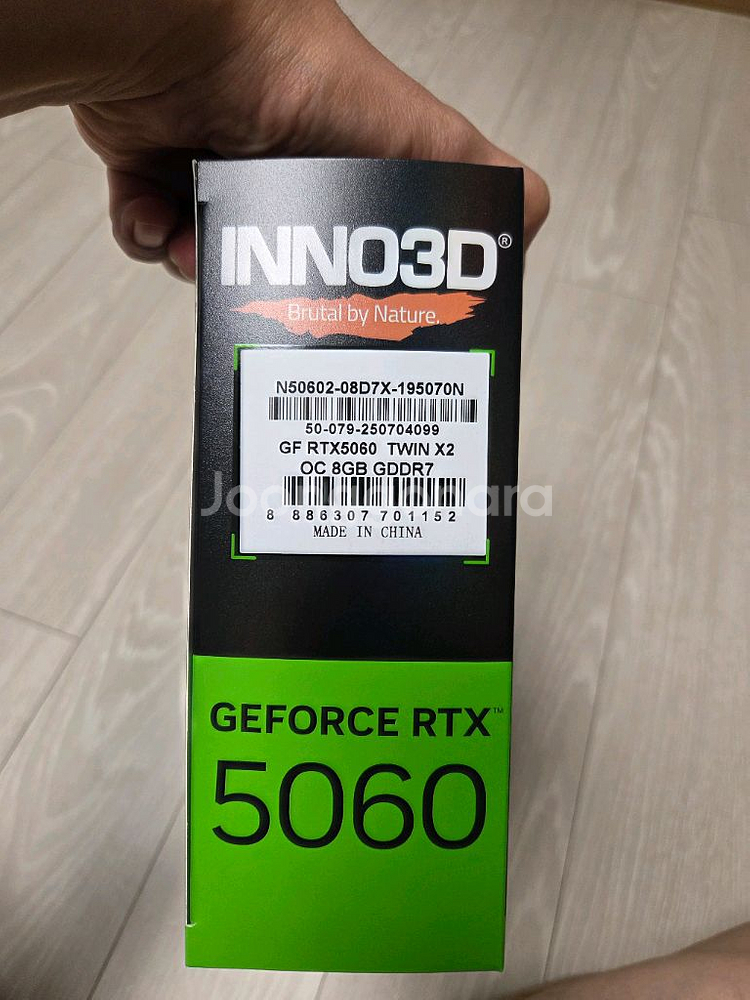 INNO3D®
Brutal by Nature.
N50602-08D7X-195070N
50-079-250704099
GF RTX5060 TWIN X2
OC 8GB GDDR7
Joonggonara
8 886307 701152
MADE IN CHINA
GEFORCE RTX™
5060